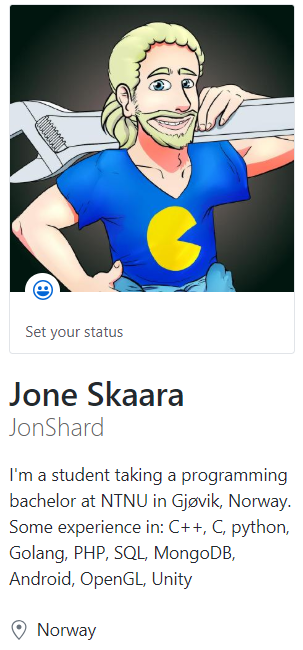 Set your status
Jone Skaara
JonShard
I'm a student taking a programming
bachelor at NTNU in Gjøvik, Norway.
Some experience in: C++, C, python,
Golang, PHP, SQL, MongoDB,
Android, OpenGL, Unity
Norway